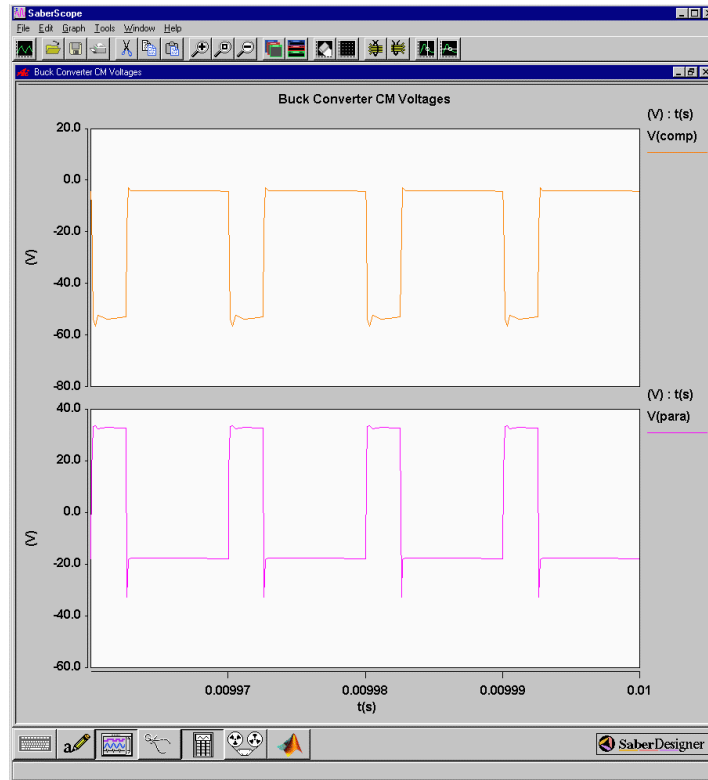 SaberScope
File Edit Graph Tools Window Help
Buck Converter CM Voltages
Buck Converter CM Voltages
(V) : t(s)
V(comp)
20.0
0.0
-20.0
-40.0
-60.0
-80.0
(V)
(V) : t(s)
V(para)
40.0
20.0
0.0
-20.0
-40.0
-60.0
(V)
0.00997 0.00998 0.00999 0.01
t(s)
a
SaberDesigner